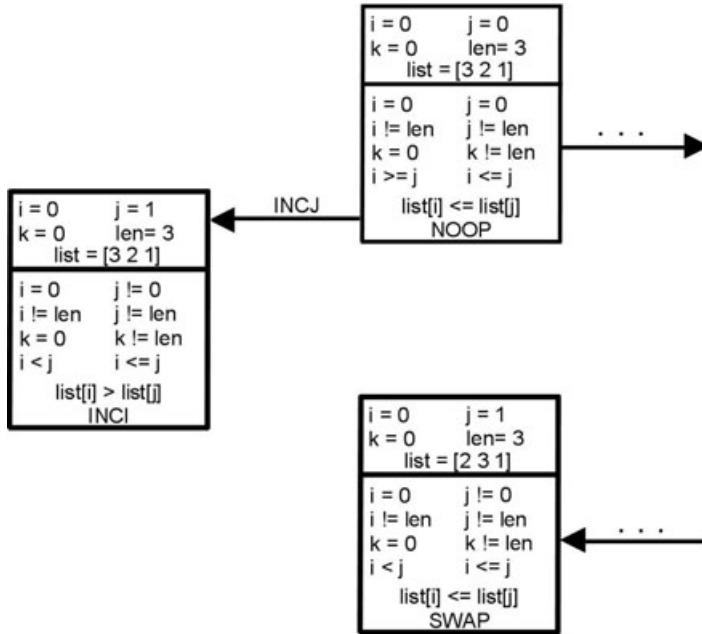 i = 0 j = 0
k = 0 len= 3
list = [3 2 1]
i = 0 j = 0
i != len j != len
k = 0 k != len
i >= j i <= j
list[i] <= list[j]
NOOP
. . .
INCJ
i = 0 j = 1
k = 0 len= 3
list = [3 2 1]
i = 0 j != 0
i != len j != len
k = 0 k != len
i < j i <= j
list[i] > list[j]
INCI
i = 0 j = 1
k = 0 len= 3
list = [2 3 1]
i = 0 j != 0
i != len j != len
k = 0 k != len
i < j i <= j
list[i] <= list[j]
SWAP
. . .